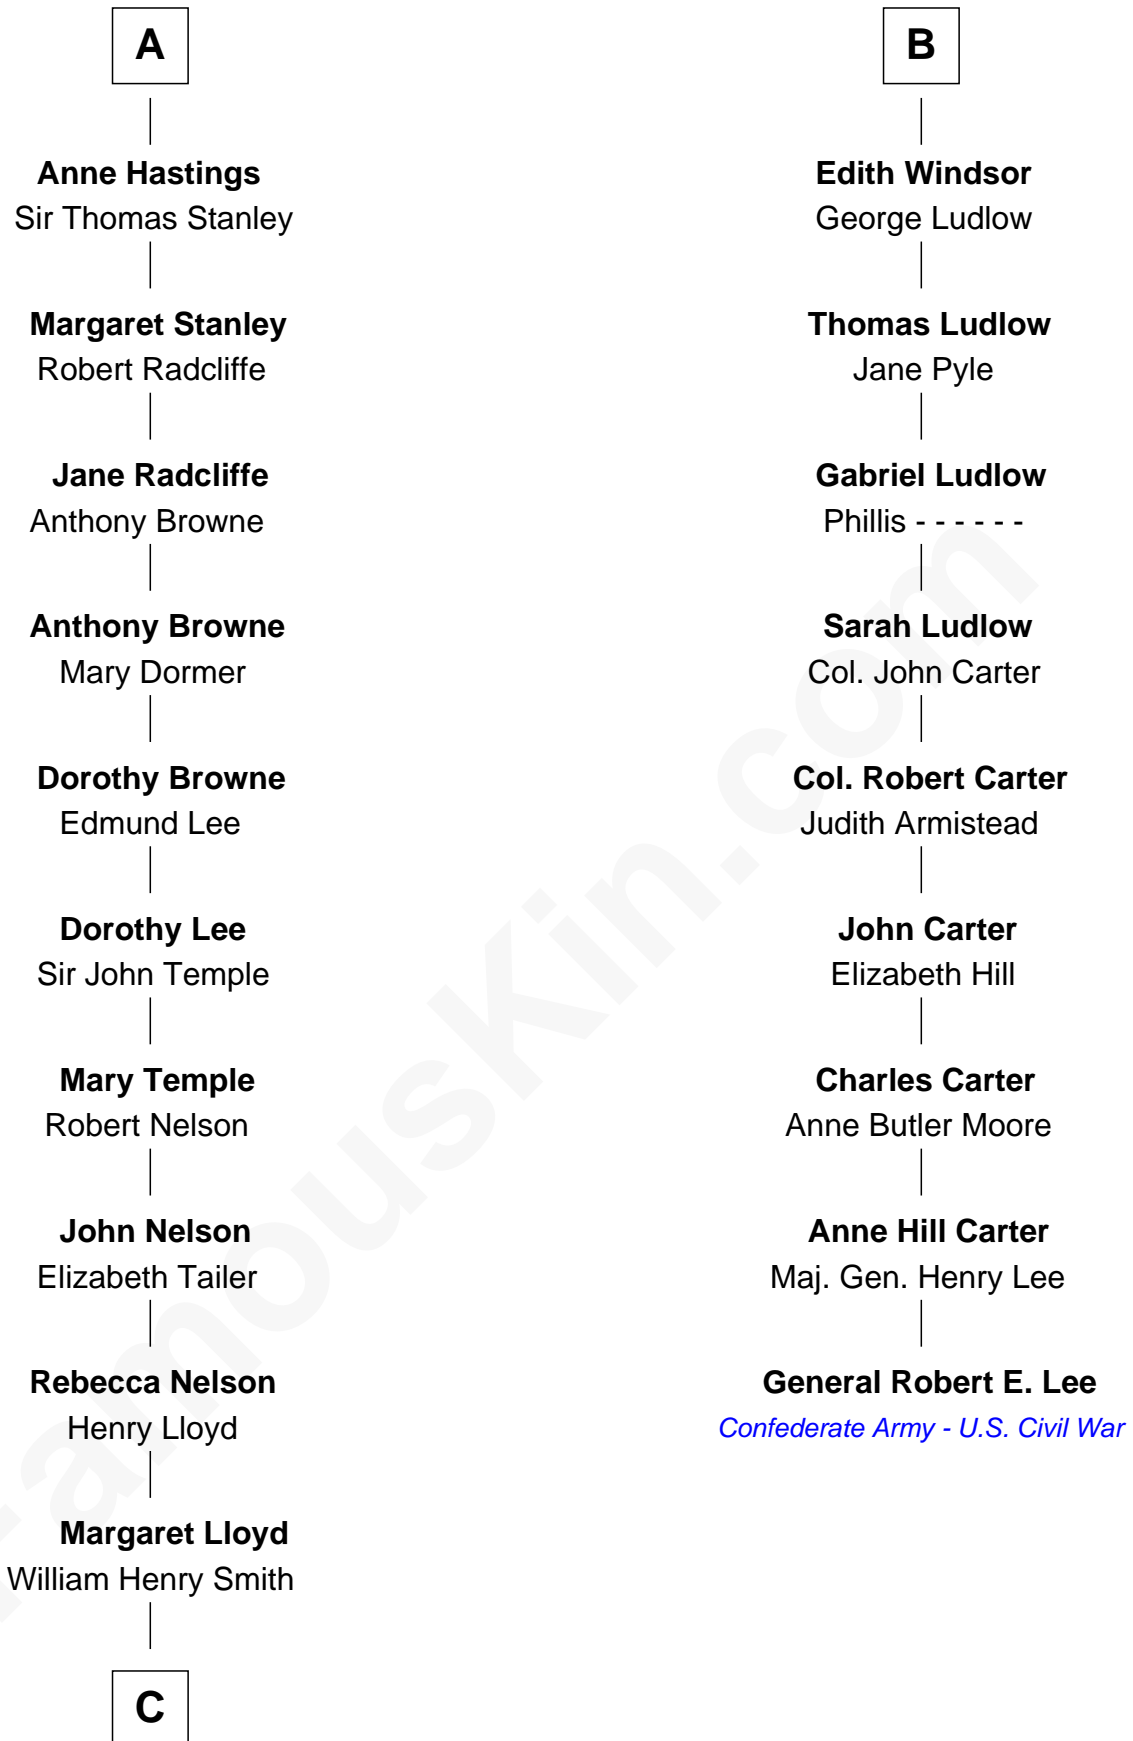 A
Anne Hastings
Sir Thomas Stanley
Margaret Stanley
Robert Radcliffe
Jane Radcliffe
Anthony Browne
Anthony Browne
Mary Dormer
Dorothy Browne
Edmund Lee
Dorothy Lee
Sir John Temple
Mary Temple
Robert Nelson
John Nelson
Elizabeth Tailer
Rebecca Nelson
Henry Lloyd
Margaret Lloyd
William Henry Smith
C
B
Edith Windsor
George Ludlow
Thomas Ludlow
Jane Pyle
Gabriel Ludlow
Phillis - - - - - -
Sarah Ludlow
Col. John Carter
Col. Robert Carter
Judith Armistead
John Carter
Elizabeth Hill
Charles Carter
Anne Butler Moore
Anne Hill Carter
Maj. Gen. Henry Lee
General Robert E. Lee
Confederate Army - U.S. Civil War
FamousKin.com